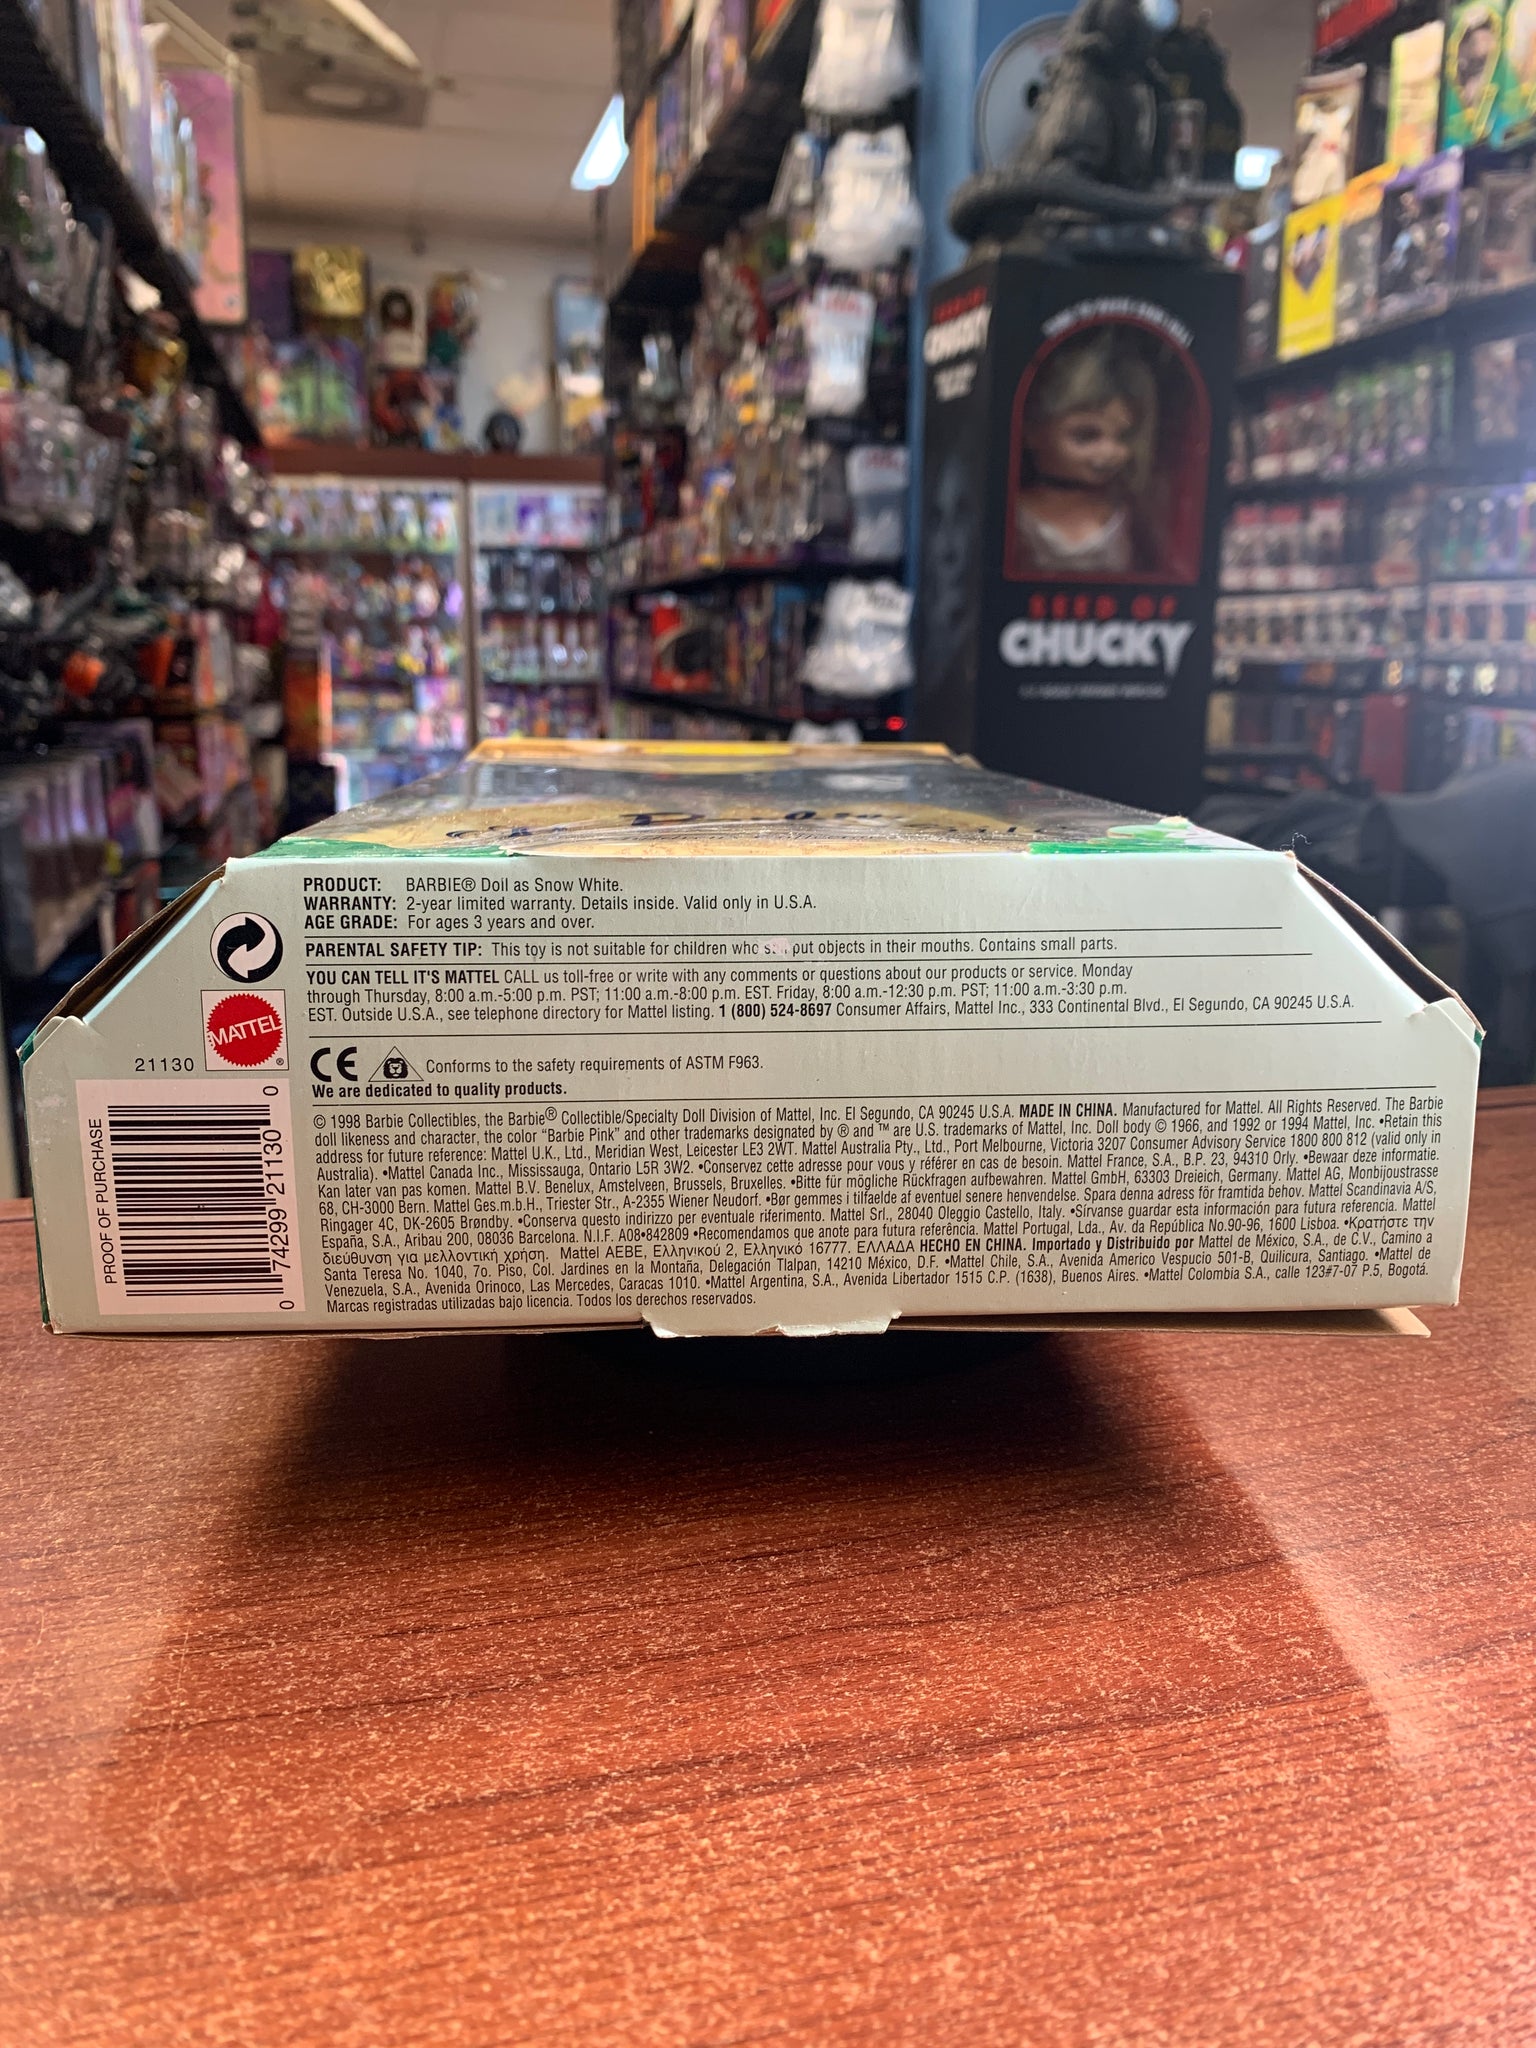 CHUCKY
SEED OF
CHUCKY
PRODUCT: BARBIE® Doll as Snow White.
WARRANTY: 2-year limited warranty. Details inside. Valid only in U.S.A.
AGE GRADE: For ages 3 years and over.
PARENTAL SAFETY TIP: This toy is not suitable for children who put objects in their mouths. Contains small parts.
YOU CAN TELL IT'S MATTEL CALL us toll-free or write with any comments or questions about our products or service. Monday
through Thursday, 8:00 a.m.-5:00 p.m. PST; 11:00 a.m.-8:00 p.m. EST. Friday, 8:00 a.m.-12:30 p.m. PST; 11:00 a.m.-3:30 p.m.
EST. Outside U.S.A., see telephone directory for Mattel listing. 1 (800) 524-8697 Consumer Affairs, Mattel Inc., 333 Continental Blvd., El Segundo, CA 90245 U.S.A.
MATTEL®
21130
CE Conforms to the safety requirements of ASTM F963.
We are dedicated to quality products.
PROOF OF PURCHASE
0 74299 21130 0
© 1998 Barbie Collectibles, the Barbie® Collectible/Specialty Doll Division of Mattel, Inc. El Segundo, CA 90245 U.S.A. MADE IN CHINA. Manufactured for Mattel. All Rights Reserved. The Barbie
doll likeness and character, the color "Barbie Pink" and other trademarks designated by ® and ™ are U.S. trademarks of Mattel, Inc. Doll body © 1966, and 1992 or 1994 Mattel, Inc. •Retain this
address for future reference: Mattel U.K., Ltd., Meridian West, Leicester LE3 2WT. Mattel Australia Pty., Ltd., Port Melbourne, Victoria 3207 Consumer Advisory Service 1800 800 812 (valid only in
Australia). •Mattel Canada Inc., Mississauga, Ontario L5R 3W2. •Conservez cette adresse pour vous y référer en cas de besoin. Mattel France, S.A., B.P. 23, 94310 Orly. •Bewaar deze informatie.
Kan later van pas komen. Mattel B.V. Benelux, Amstelveen, Brussels, Bruxelles. •Bitte für mögliche Rückfragen aufbewahren. Mattel GmbH, 63303 Dreieich, Germany. Mattel AG, Monbijoustrasse
68, CH-3000 Bern. Mattel Ges.m.b.H., Triester Str., A-2355 Wiener Neudorf. •Bør gemmes i tilfælde af eventuel senere henvendelse. Spara denna adress för framtida behov. Mattel Scandinavia A/S,
Ringager 4C, DK-2605 Brøndby. •Conserva questo indirizzo per eventuale riferimento. Mattel Srl., 28040 Oleggio Castello, Italy. •Sírvanse guardar esta información para futura referencia. Mattel
España, S.A., Aribau 200, 08036 Barcelona. N.I.F. A08•842809 •Recomendamos que anote para futura referência. Mattel Portugal, Lda., Av. da República No.90-96, 1600 Lisboa. •Κρατήστε την
διεύθυνση για μελλοντική χρήση. Mattel AEBE, Ελληνικού 2, Ελληνικό 16777. ΕΛΛΑΔΑ HECHO EN CHINA. Importado y Distribuido por Mattel de México, S.A., de C.V., Camino a
Santa Teresa No. 1040, 7o. Piso, Col. Jardines en la Montaña, Delegación Tlalpan, 14210 México, D.F. •Mattel Chile, S.A., Avenida Americo Vespucio 501-B, Quilicura, Santiago. •Mattel de
Venezuela, S.A., Avenida Orinoco, Las Mercedes, Caracas 1010. •Mattel Argentina, S.A., Avenida Libertador 1515 C.P. (1638), Buenos Aires. •Mattel Colombia S.A., calle 123#7-07 P.5, Bogotá.
Marcas registradas utilizadas bajo licencia. Todos los derechos reservados.